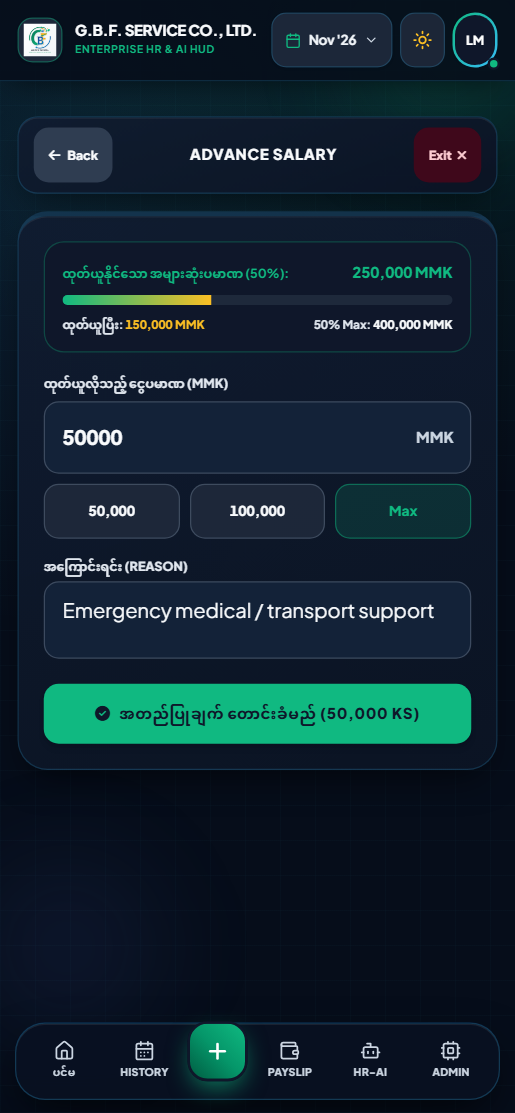 G.B.F. SERVICE CO., LTD.
ENTERPRISE HR & AI HUD
Nov '26
LM
← Back
ADVANCE SALARY
Exit ✕
ထုတ်ယူနိုင်သော အများဆုံးပမာဏ (50%):
250,000 MMK
ထုတ်ယူပြီး: 150,000 MMK
50% Max: 400,000 MMK
ထုတ်ယူလိုသည့် ငွေပမာဏ (MMK)
50000
MMK
50,000
100,000
Max
အကြောင်းရင်း (REASON)
Emergency medical / transport support
အတည်ပြုချက် တောင်းခံမည် (50,000 KS)
ပင်မ
HISTORY
+
PAYSLIP
HR-AI
ADMIN